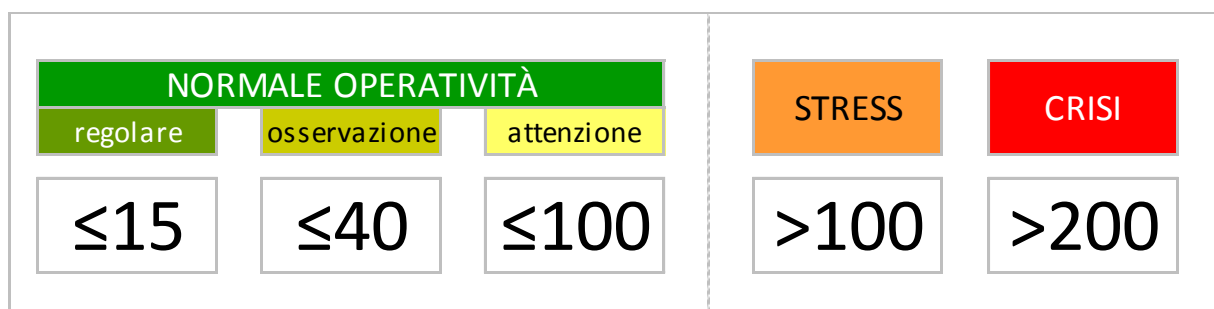 NORMALE OPERATIVITÀ
STRESS CRISI
regolare osservazione attenzione
≤15 ≤40 ≤100 >100 >200